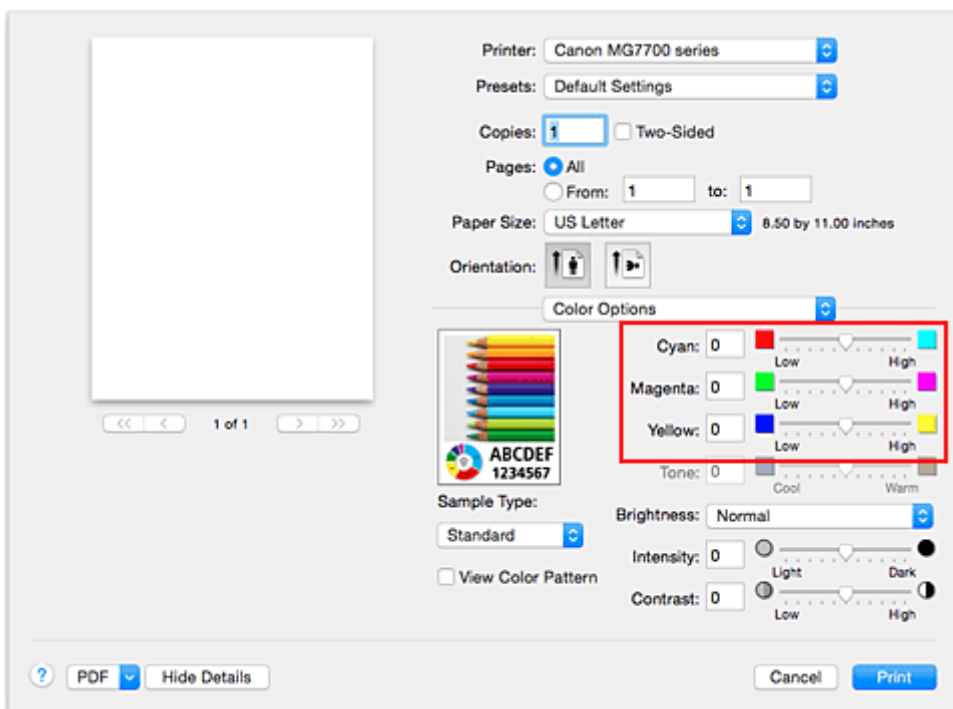 Printer: Canon MG7700 series
Presets: Default Settings
Copies: 1 Two-Sided
Pages: All
From: 1 to: 1
Paper Size: US Letter 8.50 by 11.00 inches
Orientation:
Color Options
<< < 1 of 1 > >>
ABCDEF
1234567
Sample Type:
Standard
View Color Pattern
Cyan: 0
Low High
Magenta: 0
Low High
Yellow: 0
Low High
Tone: 0
Cool Warm
Brightness: Normal
Intensity: 0
Light Dark
Contrast: 0
Low High
? PDF Hide Details Cancel Print